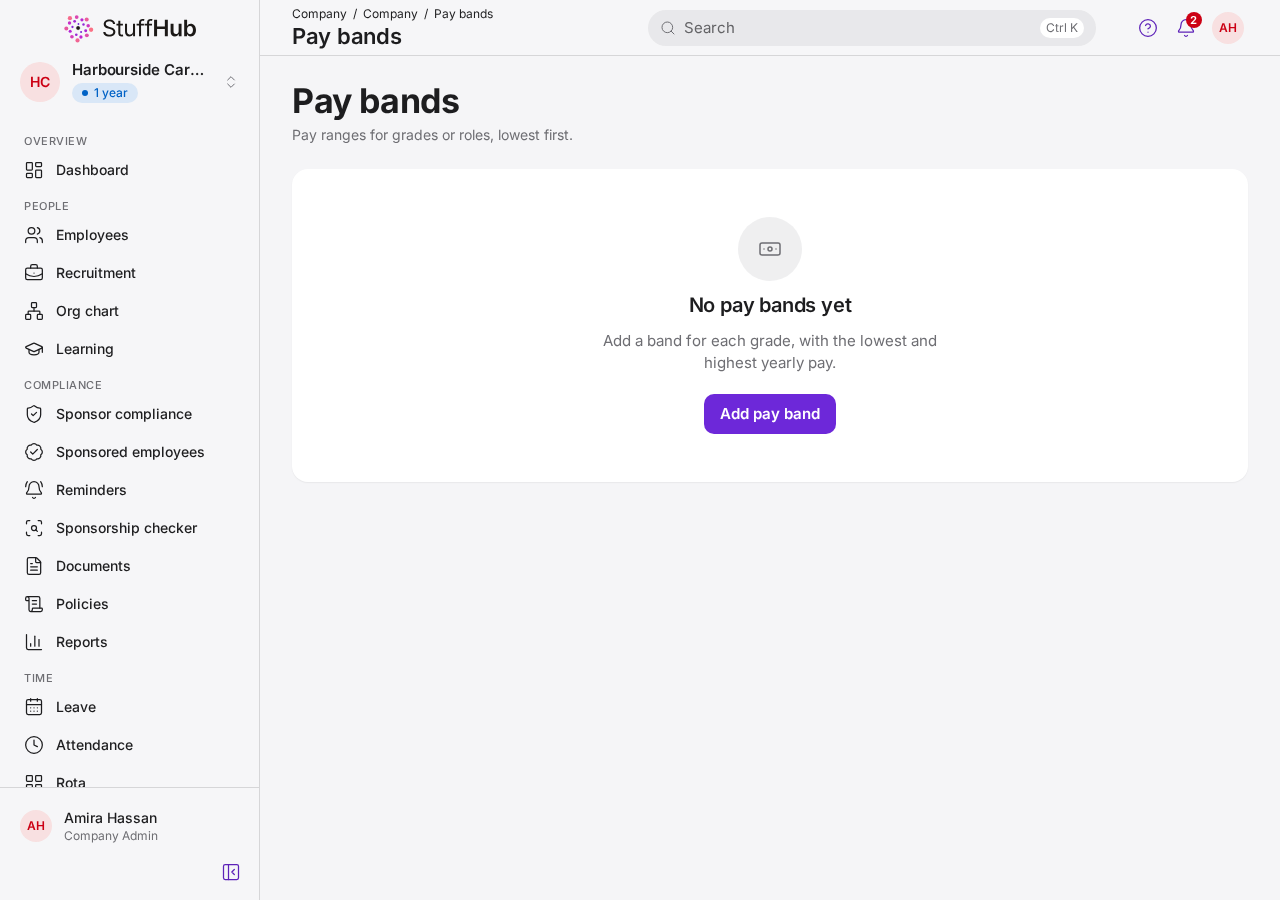 StuffHub
HC
Harbourside Car...
1 year
OVERVIEW
Dashboard
PEOPLE
Employees
Recruitment
Org chart
Learning
COMPLIANCE
Sponsor compliance
Sponsored employees
Reminders
Sponsorship checker
Documents
Policies
Reports
TIME
Leave
Attendance
Rota
AH
Amira Hassan
Company Admin
Company / Company / Pay bands
Pay bands
Search
Ctrl K
2
AH
Pay bands
Pay ranges for grades or roles, lowest first.
No pay bands yet
Add a band for each grade, with the lowest and
highest yearly pay.
Add pay band